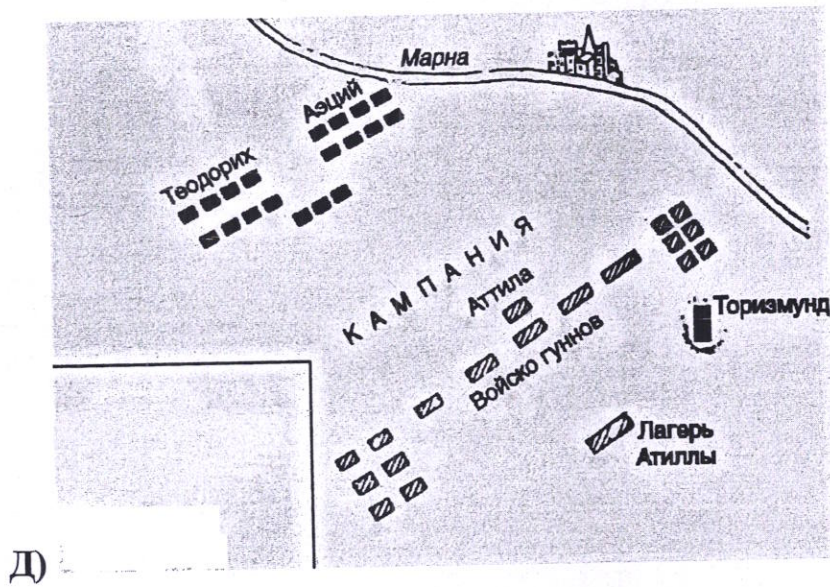 Марна
Аэций
Теодорих
КАМПАНИЯ
Аттила
Войско гуннов
Торизмунд
Лагерь
Атиллы
Д)